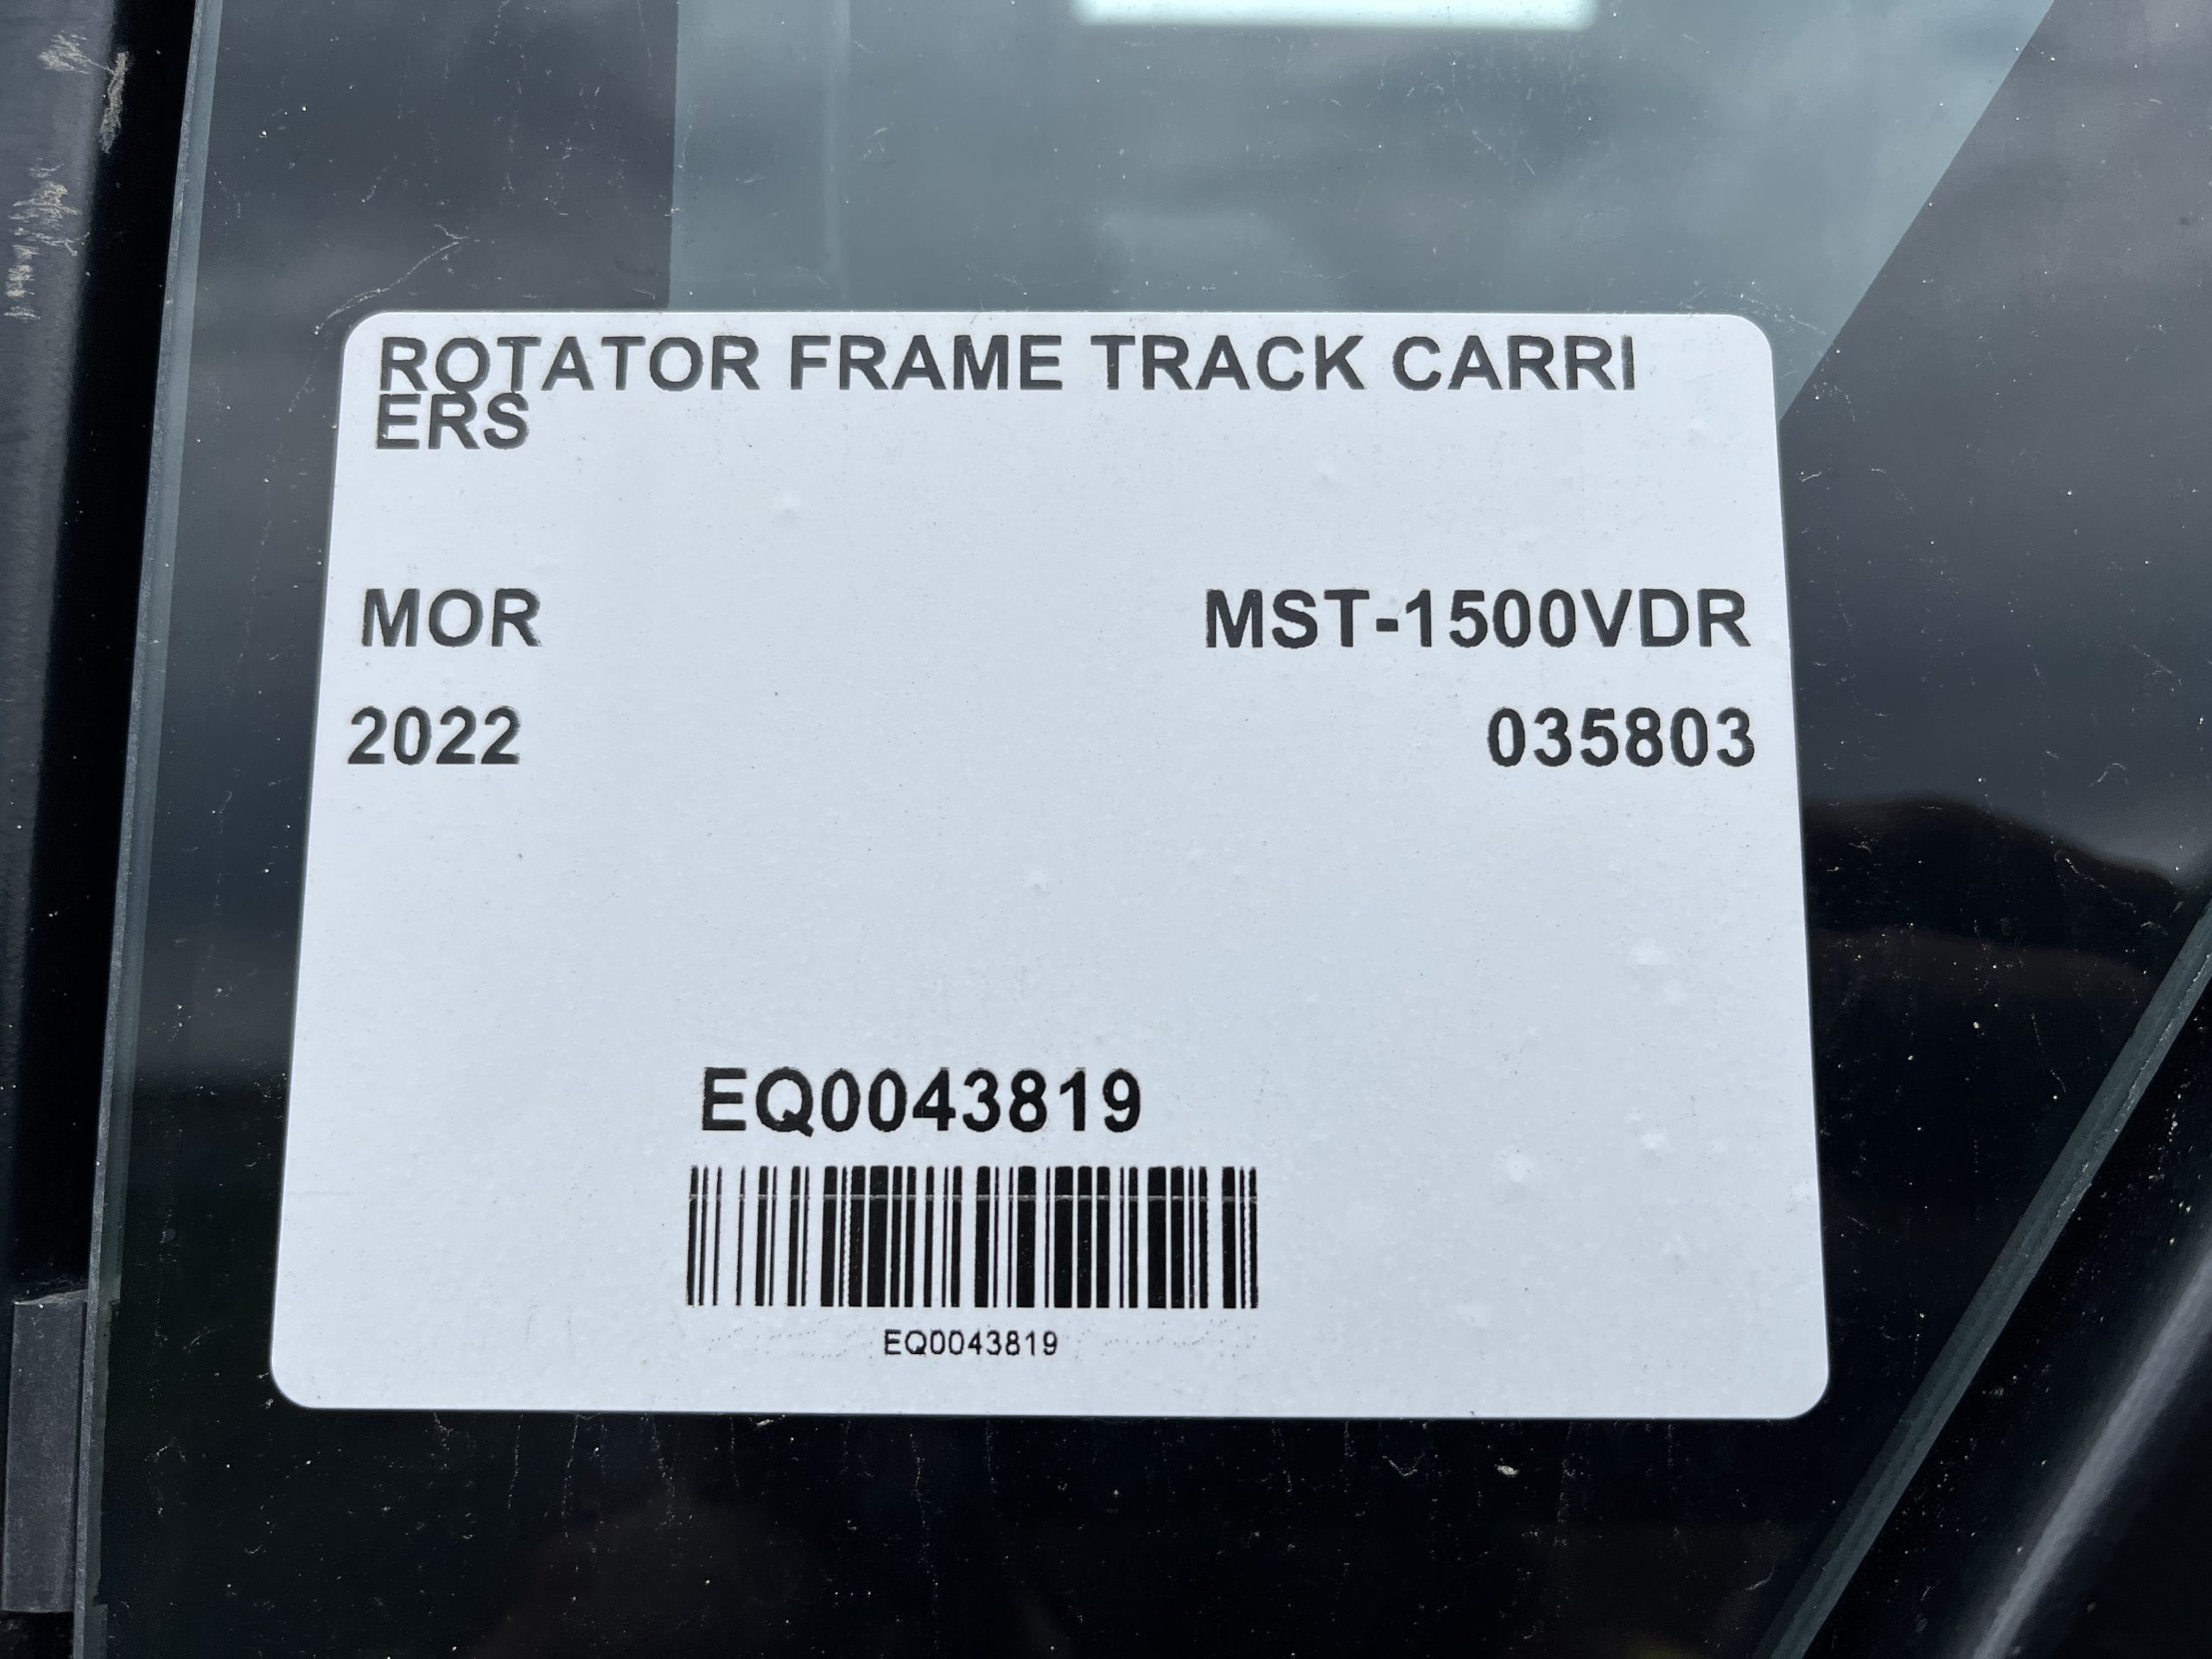 ROTATOR FRAME TRACK CARRI
ERS
MOR MST-1500VDR
2022 035803
EQ0043819
EQ0043819